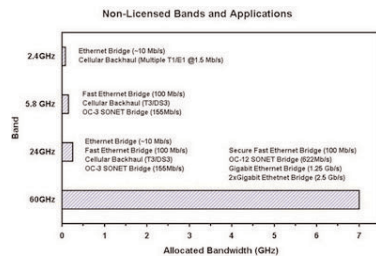 Non-Licensed Bands and Applications
2.4GHz
Ethernet Bridge (~10 Mb/s)
Cellular Backhaul (Multiple T1/E1 @1.5 Mb/s)
5.8 GHz
Fast Ethernet Bridge (100 Mb/s)
Cellular Backhaul (T3/DS3)
OC-3 SONET Bridge (155Mb/s)
Band
24GHz
Ethernet Bridge (~10 Mb/s)
Fast Ethernet Bridge (100 Mb/s)
Cellular Backhaul (T3/DS3)
OC-3 SONET Bridge (155Mb/s)
Secure Fast Ethernet Bridge (100 Mb/s)
OC-12 SONET Bridge (622Mb/s)
Gigabit Ethernet Bridge (1.25 Gb/s)
2xGigabit Ethetnet Bridge (2.5 Gb/s)
60GHz
0 1 2 3 4 5 6 7
Allocated Bandwidth (GHz)